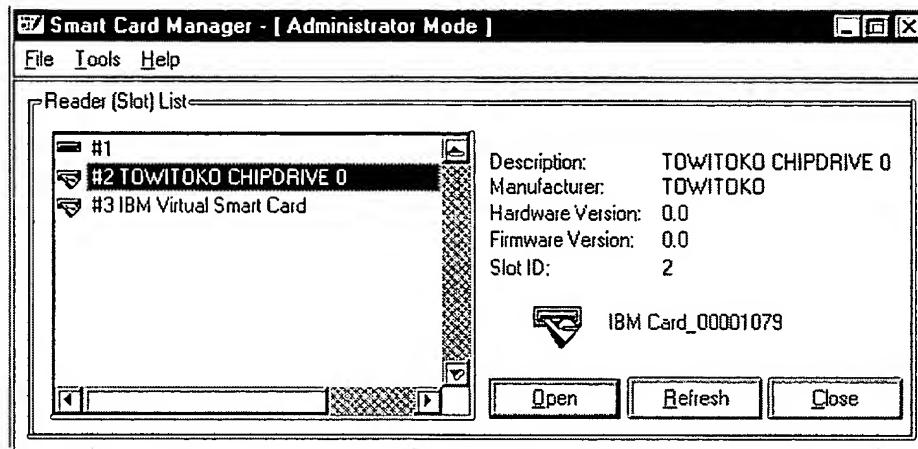 Smart Card Manager - [ Administrator Mode ]
File Tools Help
Reader (Slot) List
#1
#2 TOWITOKO CHIPDRIVE 0
#3 IBM Virtual Smart Card
Description: TOWITOKO CHIPDRIVE 0
Manufacturer: TOWITOKO
Hardware Version: 0.0
Firmware Version: 0.0
Slot ID: 2
IBM Card_00001079
Open Refresh Close